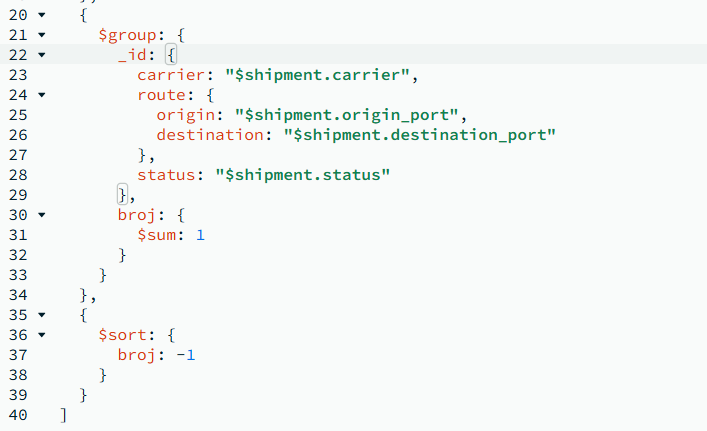 20 {
21 $group: {
22 _id: {
23 carrier: "$shipment.carrier",
24 route: {
25 origin: "$shipment.origin_port",
26 destination: "$shipment.destination_port"
27 },
28 status: "$shipment.status"
29 },
30 broj: {
31 $sum: 1
32 }
33 }
34 },
35 {
36 $sort: {
37 broj: -1
38 }
39 }
40 ]